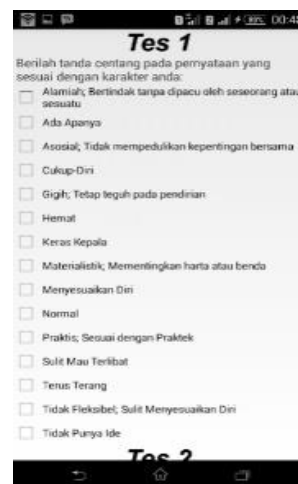 00:43
Tes 1
Berilah tanda centang pada pernyataan yang
sesuai dengan karakter anda:
Alamiah; Bertindak tanpa dipacu oleh seseorang atau
sesuatu
Ada Apanya
Asosial; Tidak mempedulikan kepentingan bersama
Cukup-Diri
Gigih; Tetap teguh pada pendirian
Hemat
Keras Kepala
Materialistik; Mementingkan harta atau benda
Menyesuaikan Diri
Normal
Praktis; Sesuai dengan Praktek
Sulit Mau Terlibat
Terus Terang
Tidak Fleksibel; Sulit Menyesuaikan Diri
Tidak Punya Ide
Tes 2